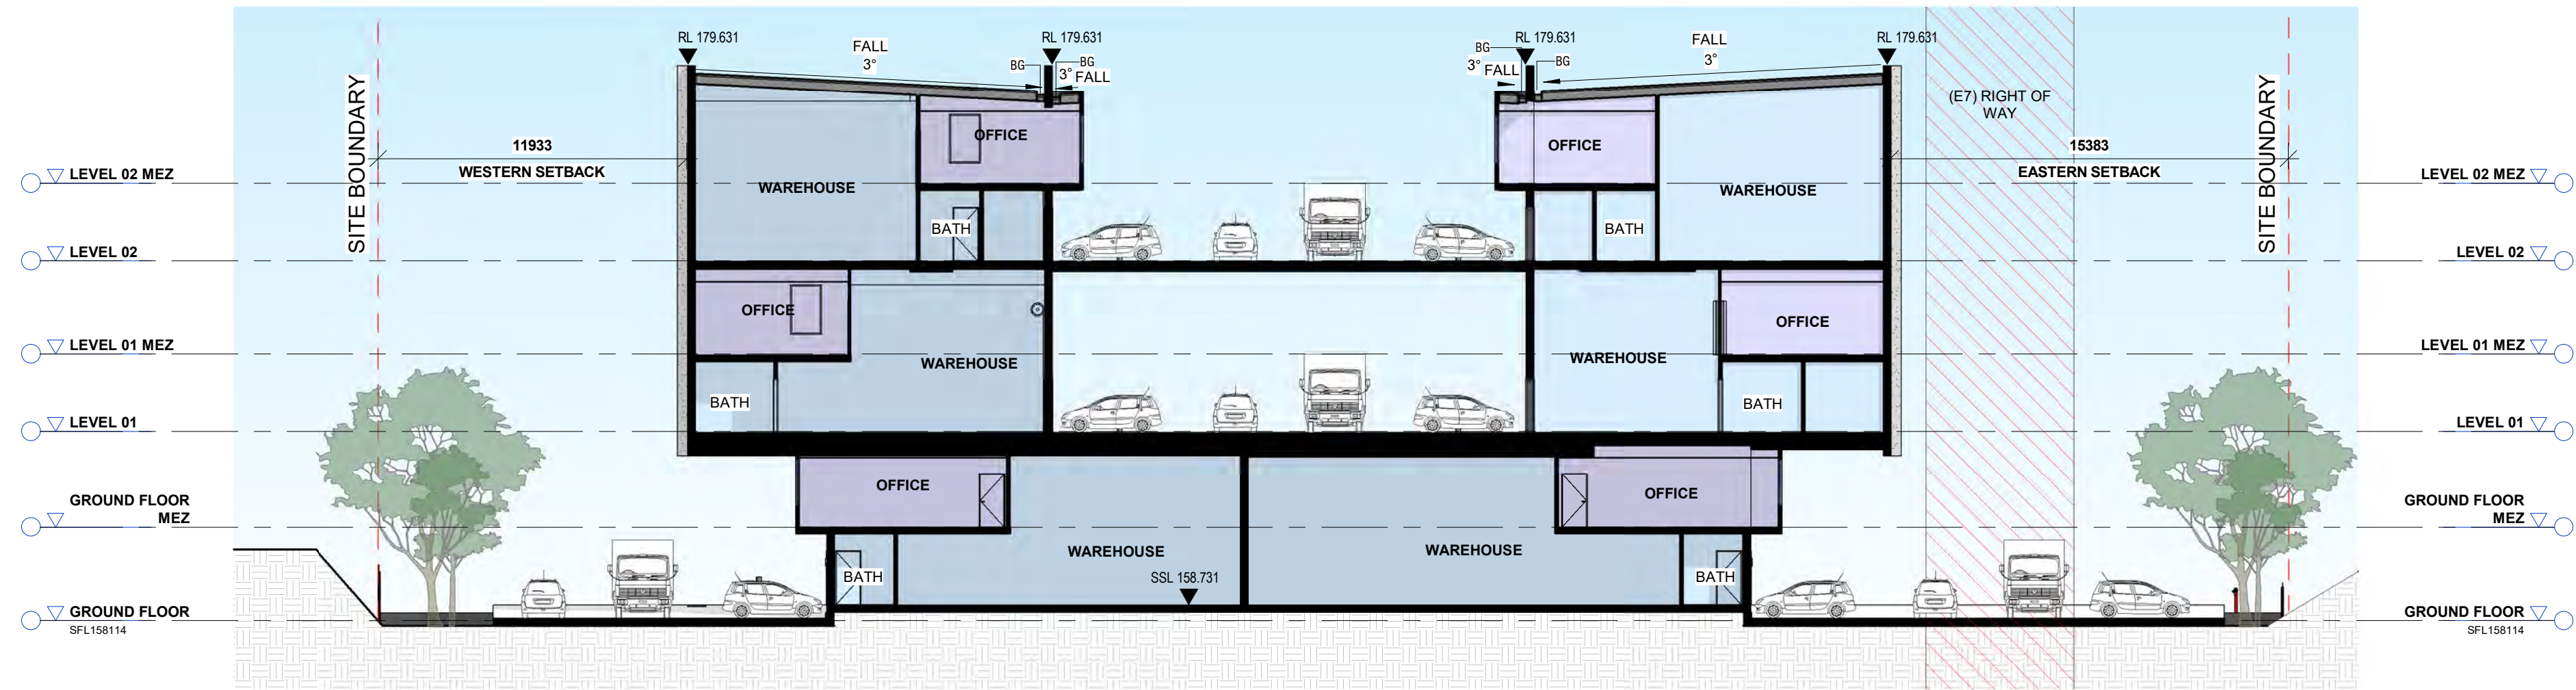 RL 179.631
RL 179.631
RL 179.631
RL 179.631
FALL
3°
BG
BG
3° FALL
BG
3° FALL
BG
FALL
3°
SITE BOUNDARY
11933
WESTERN SETBACK
(E7) RIGHT OF
WAY
15383
EASTERN SETBACK
SITE BOUNDARY
OFFICE
OFFICE
LEVEL 02 MEZ
WAREHOUSE
WAREHOUSE
LEVEL 02 MEZ
BATH
BATH
LEVEL 02
LEVEL 02
OFFICE
OFFICE
LEVEL 01 MEZ
WAREHOUSE
WAREHOUSE
LEVEL 01 MEZ
BATH
BATH
LEVEL 01
LEVEL 01
OFFICE
OFFICE
GROUND FLOOR
MEZ
GROUND FLOOR
MEZ
WAREHOUSE
WAREHOUSE
BATH
SSL 158.731
BATH
GROUND FLOOR
SFL158114
GROUND FLOOR
SFL158114